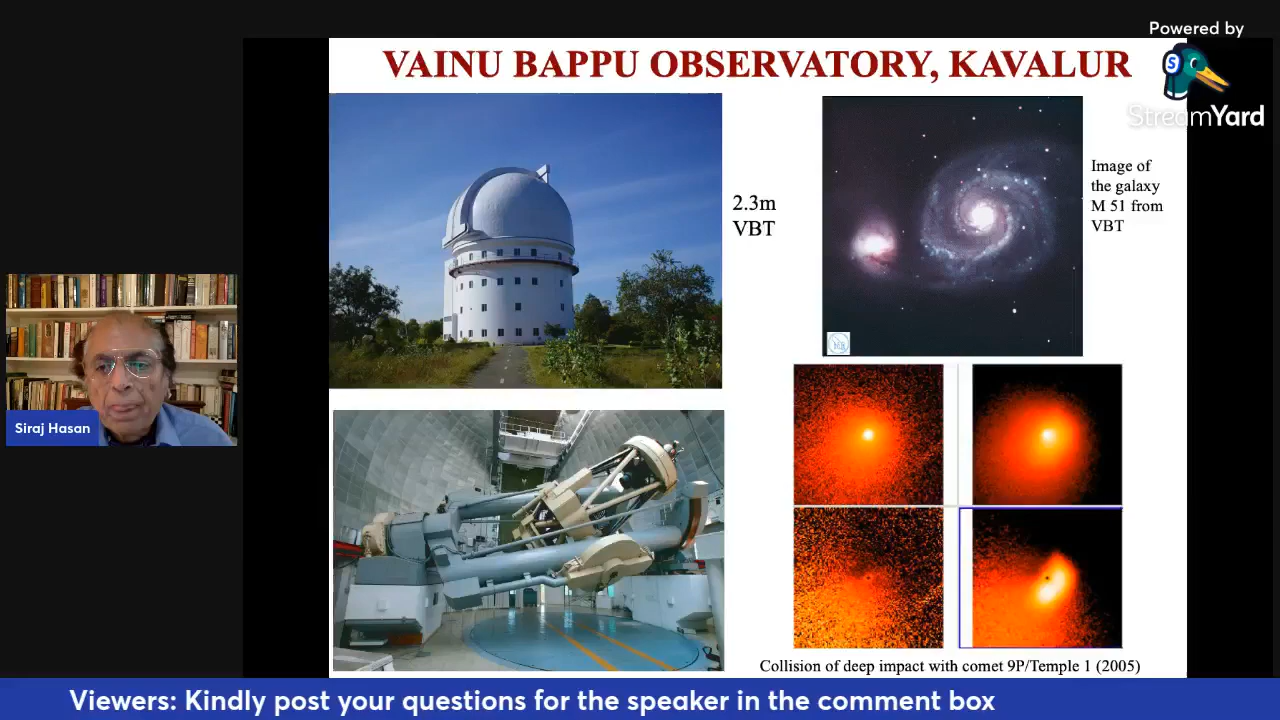 Powered by
StreamYard
VAINU BAPPU OBSERVATORY, KAVALUR
2.3m
VBT
Image of
the galaxy
M 51 from
VBT
Siraj Hasan
Collision of deep impact with comet 9P/Temple 1 (2005)
Viewers: Kindly post your questions for the speaker in the comment box